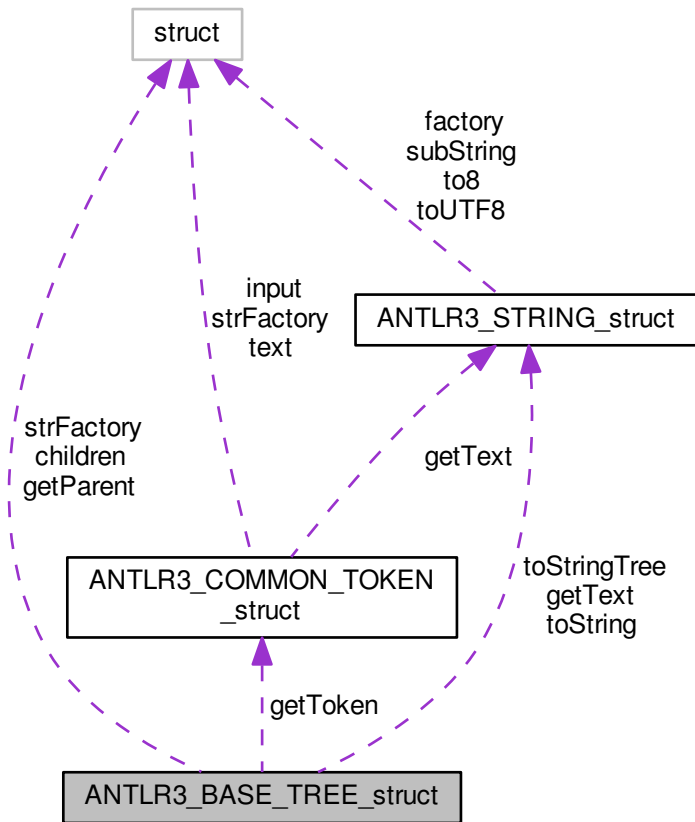 struct
factory
subString
to8
toUTF8
input
strFactory
text
ANTLR3_STRING_struct
strFactory
children
getParent
getText
ANTLR3_COMMON_TOKEN
_struct
toStringTree
getText
toString
getToken
ANTLR3_BASE_TREE_struct